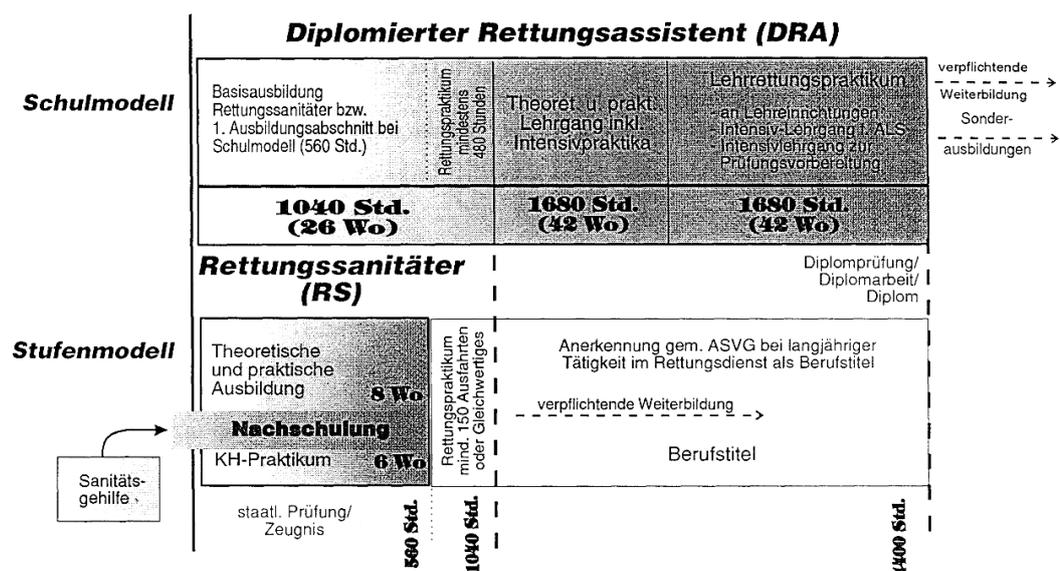 Diplomierter Rettungsassistent (DRA)
Schulmodell
Basisausbildung
Rettungssanitäter bzw.
1. Ausbildungsabschnitt bei
Schulmodell (560 Std.)
Rettungspraktikum
mindestens
480 Stunden
Theoret. u. prakt.
Lehrgang inkl.
Intensivpraktika
Lehrrettungspraktikum
- an Lehreinrichtungen
- Intensiv-Lehrgang f. ALS
- Intensivlehrgang zur
Prüfungsvorbereitung
verpflichtende
Weiterbildung
Sonder-
ausbildungen
1040 Std.
(26 Wo)
1680 Std.
(42 Wo)
1680 Std.
(42 Wo)
Rettungssanitäter
(RS)
Diplomprüfung/
Diplomarbeit/
Diplom
Stufenmodell
Theoretische
und praktische
Ausbildung
8 Wo
Nachschulung
KH-Praktikum 6 Wo
Rettungspraktikum
mind. 150 Ausfahrten
oder Gleichwertiges
Anerkennung gem. ASVG bei langjähriger
Tätigkeit im Rettungsdienst als Berufstitel
verpflichtende Weiterbildung
Berufstitel
Sanitäts-
gehilfe
staatl. Prüfung/
Zeugnis
560 Std.
1040 Std.
4400 Std.